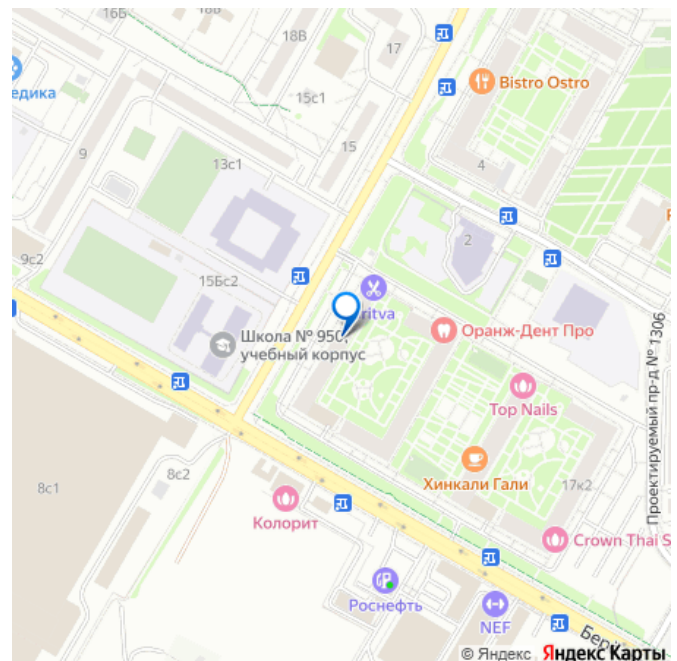 16Б
18В
17
едика
15с1
Bistro Ostro
9
13с1
15
4
2
9с2
15Бс2
ritva
Школа № 950,
учебный корпус
Оранж-Дент Про
Top Nails
Проектируемый пр-д № 1306
8с1
8с2
Хинкали Гали
17к2
Колорит
Crown Thai S
Роснефть
NEF
Бер
© Яндекс Яндекс Карты